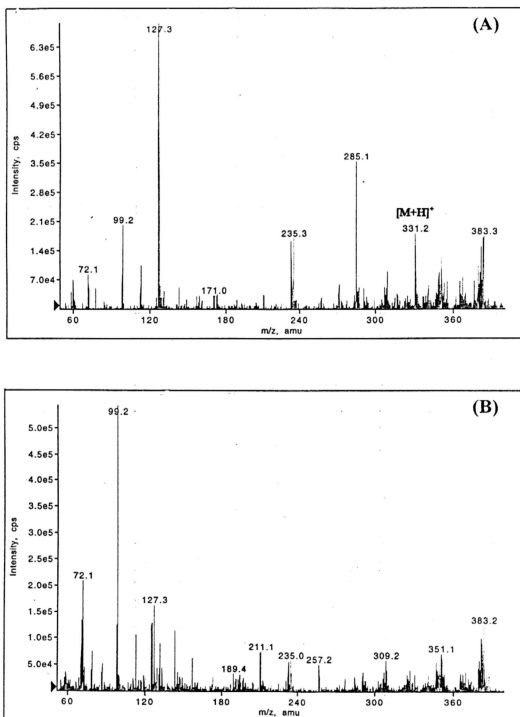 (A)
Intensity, cps
6.3e5
5.6e5
4.9e5
4.2e5
3.5e5
2.8e5
2.1e5
1.4e5
7.0e4
127.3
285.1
[M+H]+
331.2
383.3
235.3
99.2
72.1
171.0
60
120
180
240
300
360
m/z, amu
(B)
Intensity, cps
5.0e5
4.5e5
4.0e5
3.5e5
3.0e5
2.5e5
2.0e5
1.5e5
1.0e5
5.0e4
99.2
72.1
127.3
383.2
211.1
235.0
351.1
189.4
257.2
309.2
60
120
180
240
300
360
m/z, amu